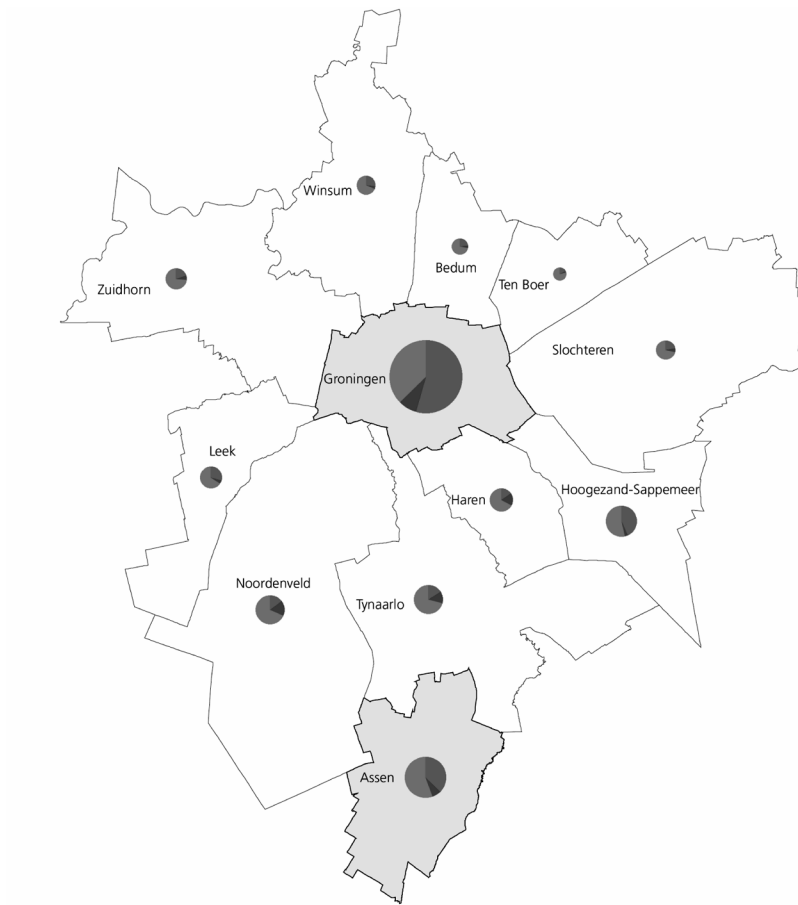 Winsum
Bedum
Zuidhorn
Ten Boer
Slochteren
Groningen
Leek
Haren
Hoogezand-Sappemeer
Noordenveld
Tynaarlo
Assen